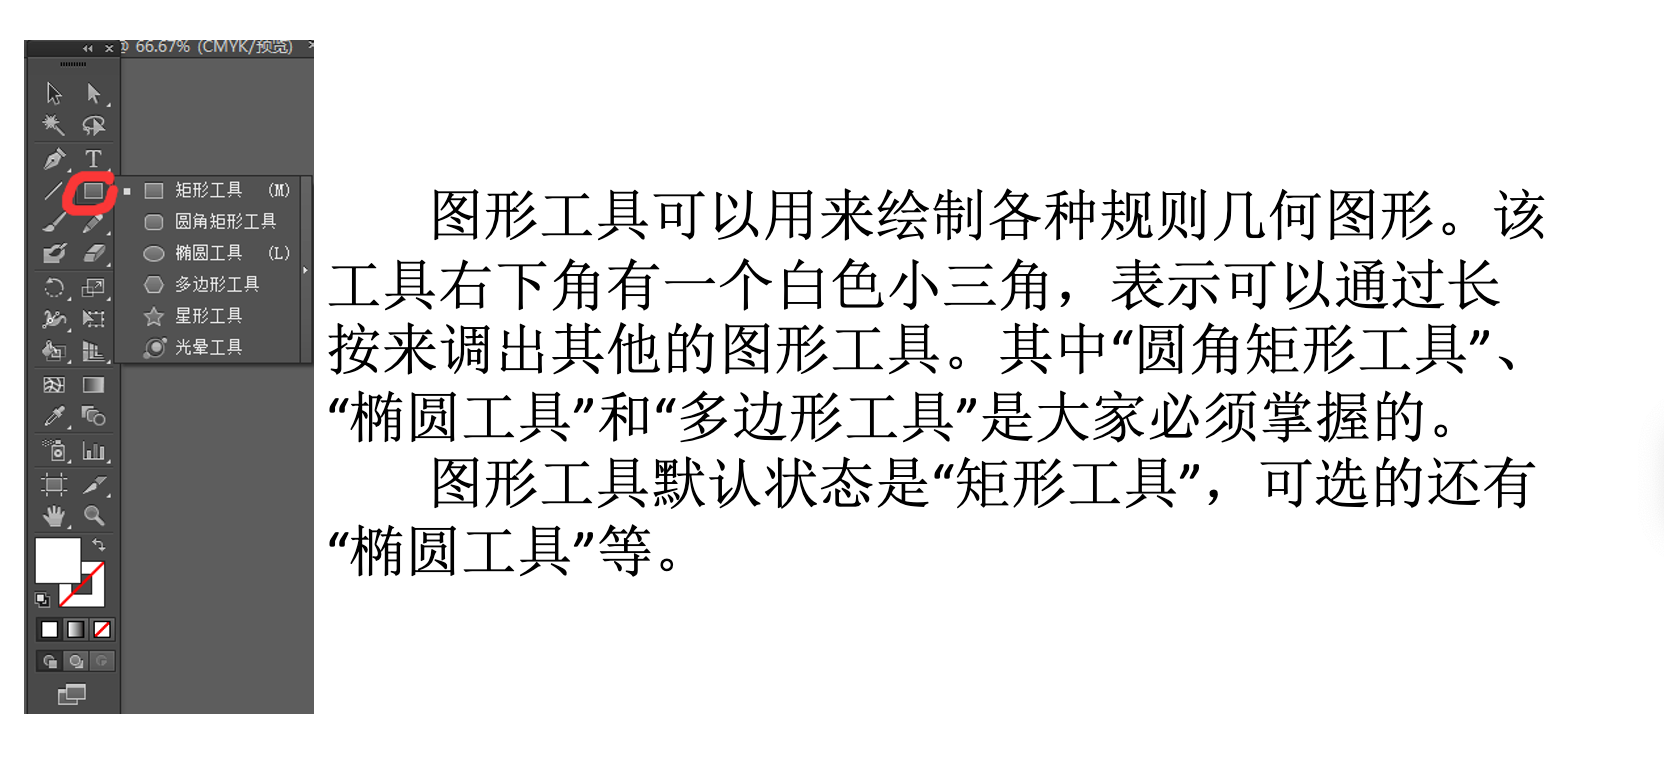 66.67% (CMYK/预览)
矩形工具 (M)
圆角矩形工具
椭圆工具 (L)
多边形工具
星形工具
光晕工具
图形工具可以用来绘制各种规则几何图形。该
工具右下角有一个白色小三角，表示可以通过长
按来调出其他的图形工具。其中“圆角矩形工具”、
“椭圆工具”和“多边形工具”是大家必须掌握的。
图形工具默认状态是“矩形工具”，可选的还有
“椭圆工具”等。